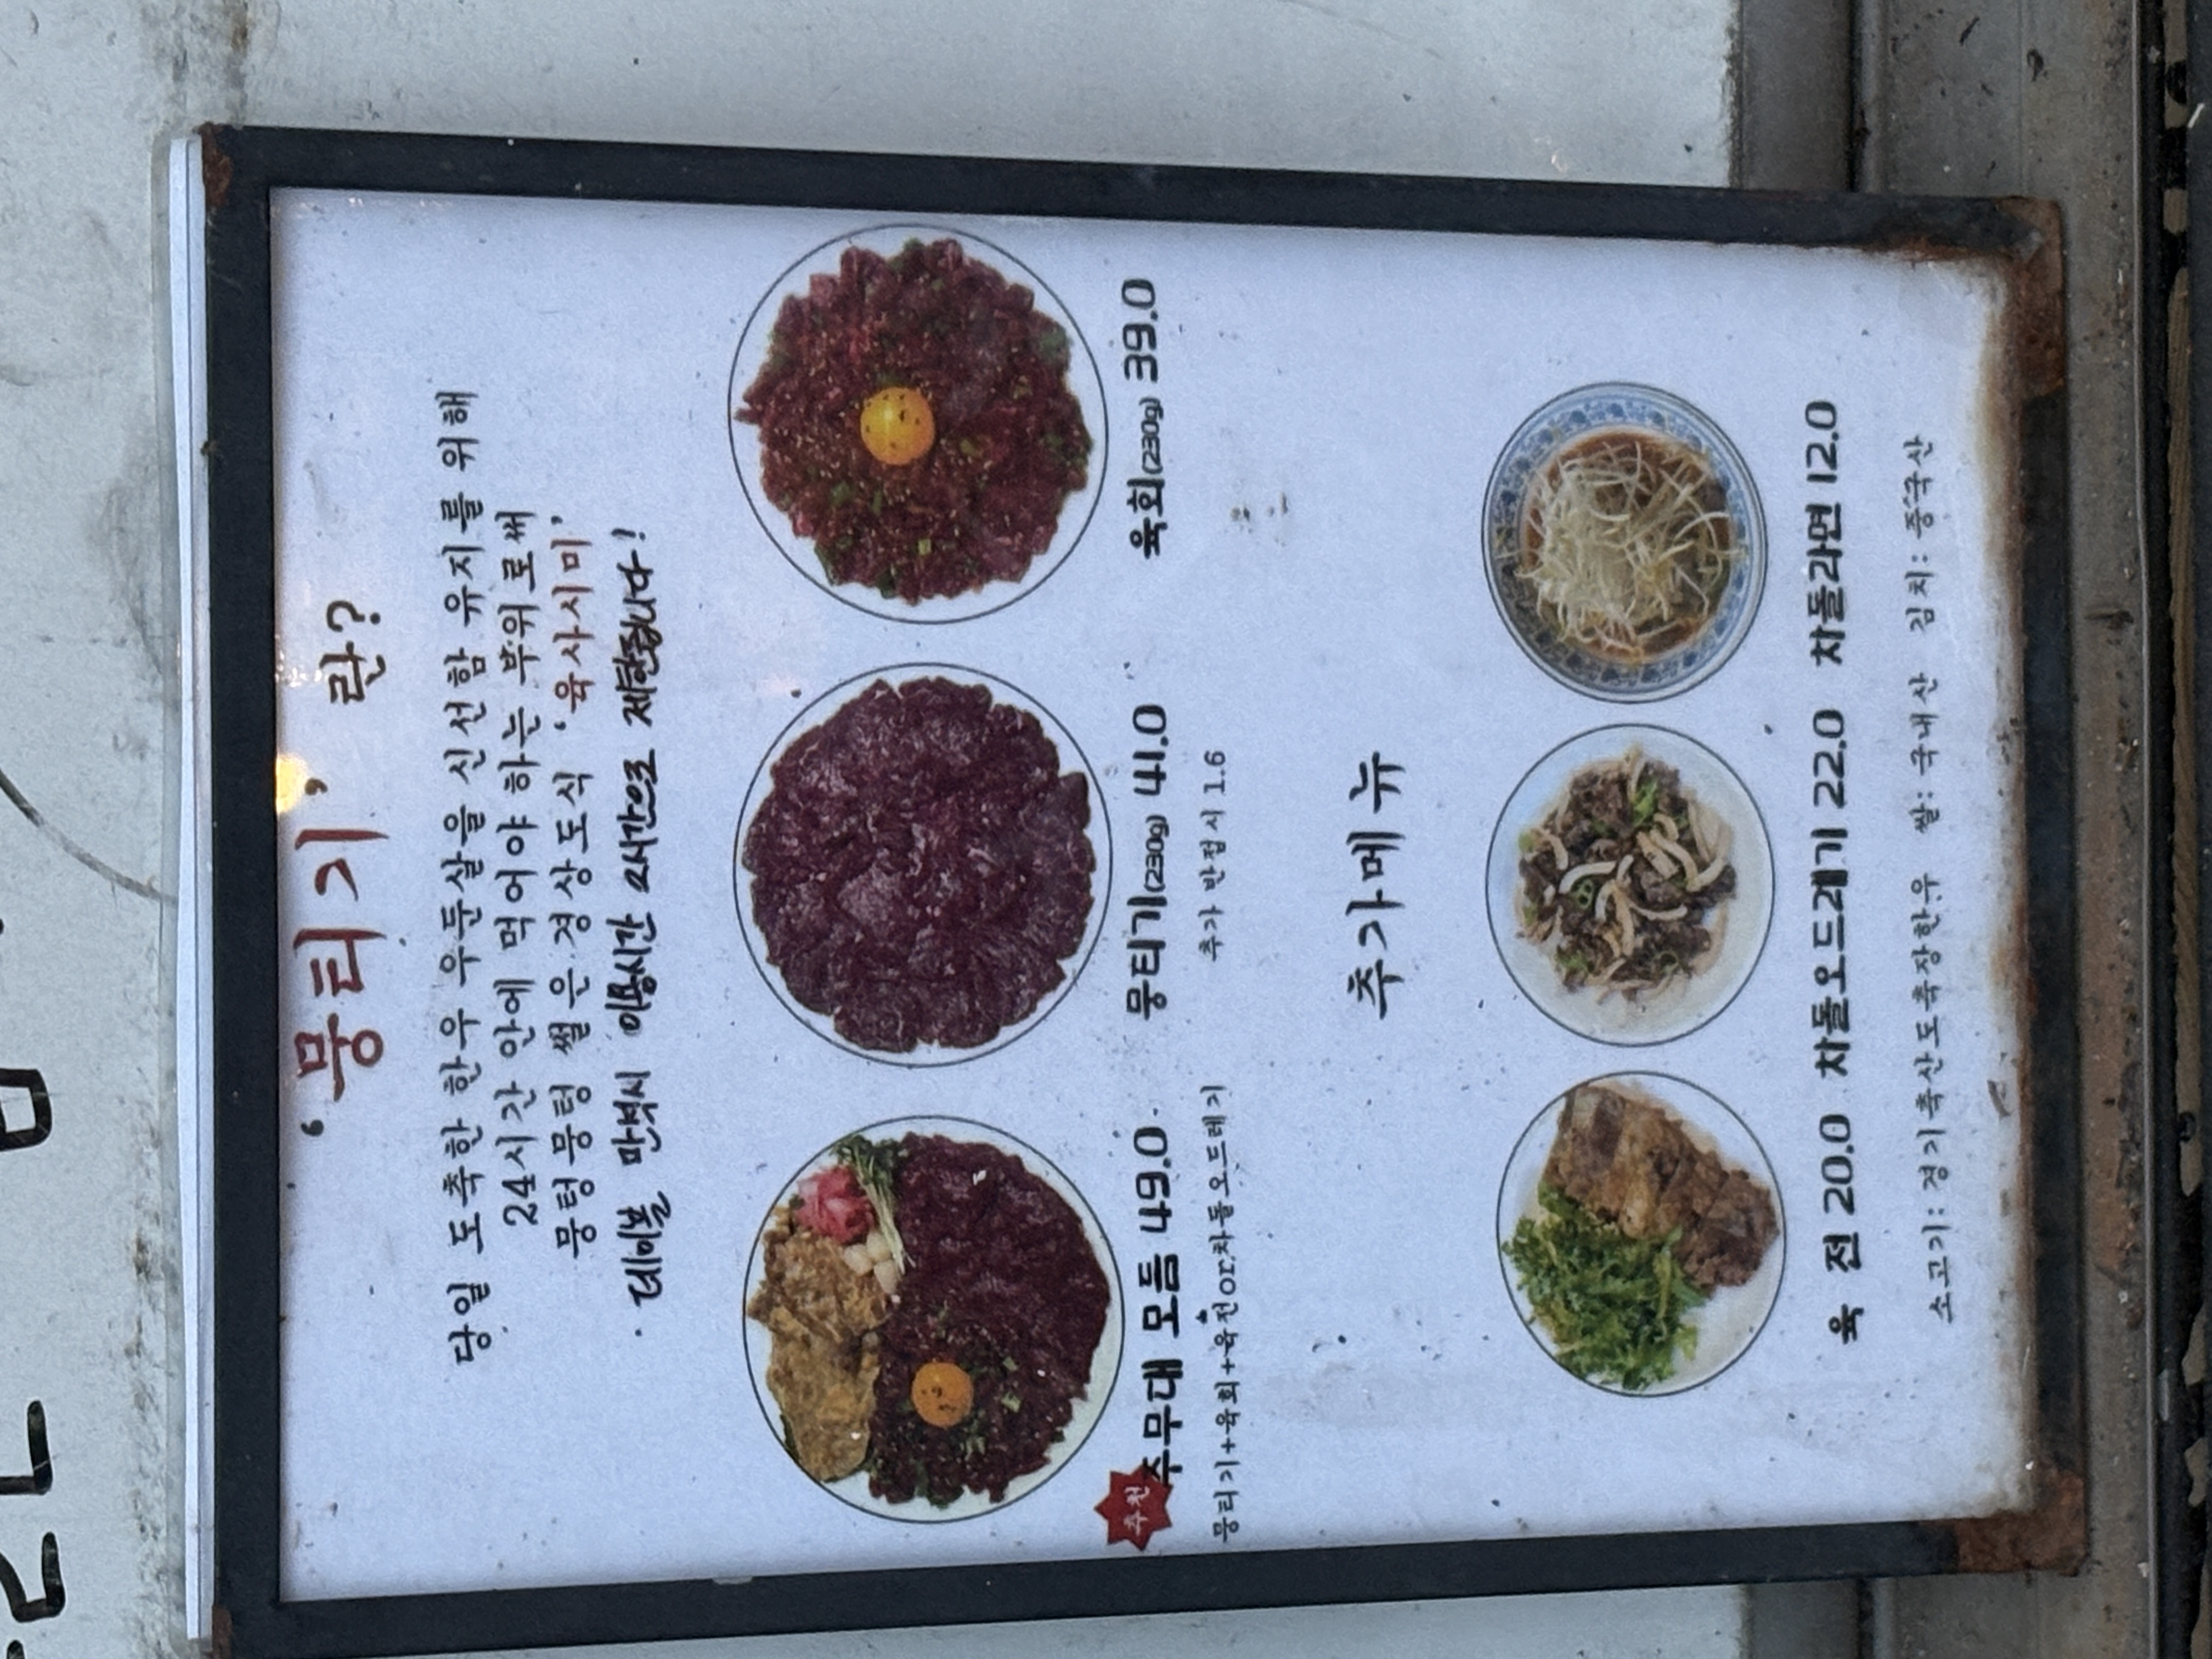 '뭉티기' 란?
당일 도축한 한우 우둔살을 신선함 유지를 위해
24시간 안에 먹어야 하는 부위로써
뭉텅뭉텅 썰은 경상도식 '육사시미'
테이블 만석시 이용시간 2시간으로 제한됩니다!
추천
주무대 모듬 49.0
뭉티기+육회+육전or차돌오드레기
뭉티기(230g) 41.0
추가 반접시 1.6
육회(230g) 39.0
추가메뉴
육 전 20.0
차돌오드레기 22.0
차돌라면 12.0
소고기: 경기축산도축장한우 쌀: 국내산 김치: 중국산